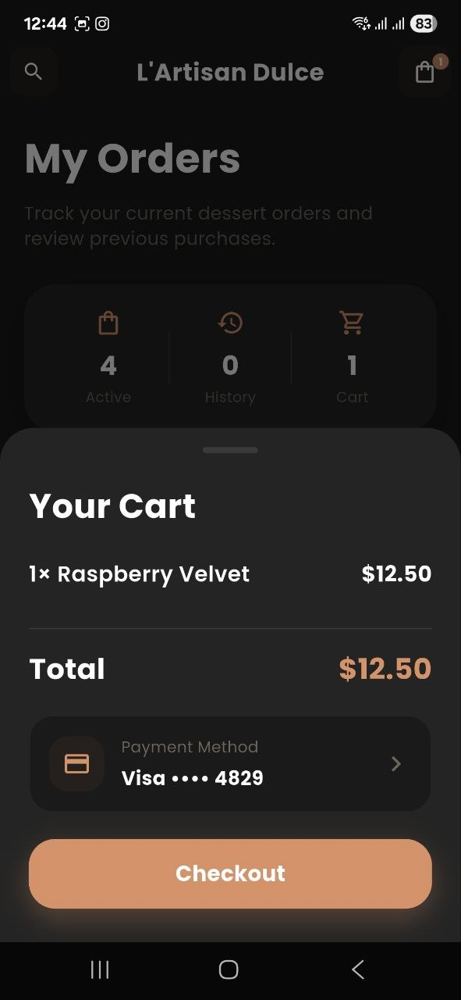 12:44
83
L'Artisan Dulce
1
My Orders
Track your current dessert orders and
review previous purchases.
4
0
1
Active
History
Cart
Your Cart
1× Raspberry Velvet
$12.50
Total
$12.50
Payment Method
Visa •••• 4829
Checkout